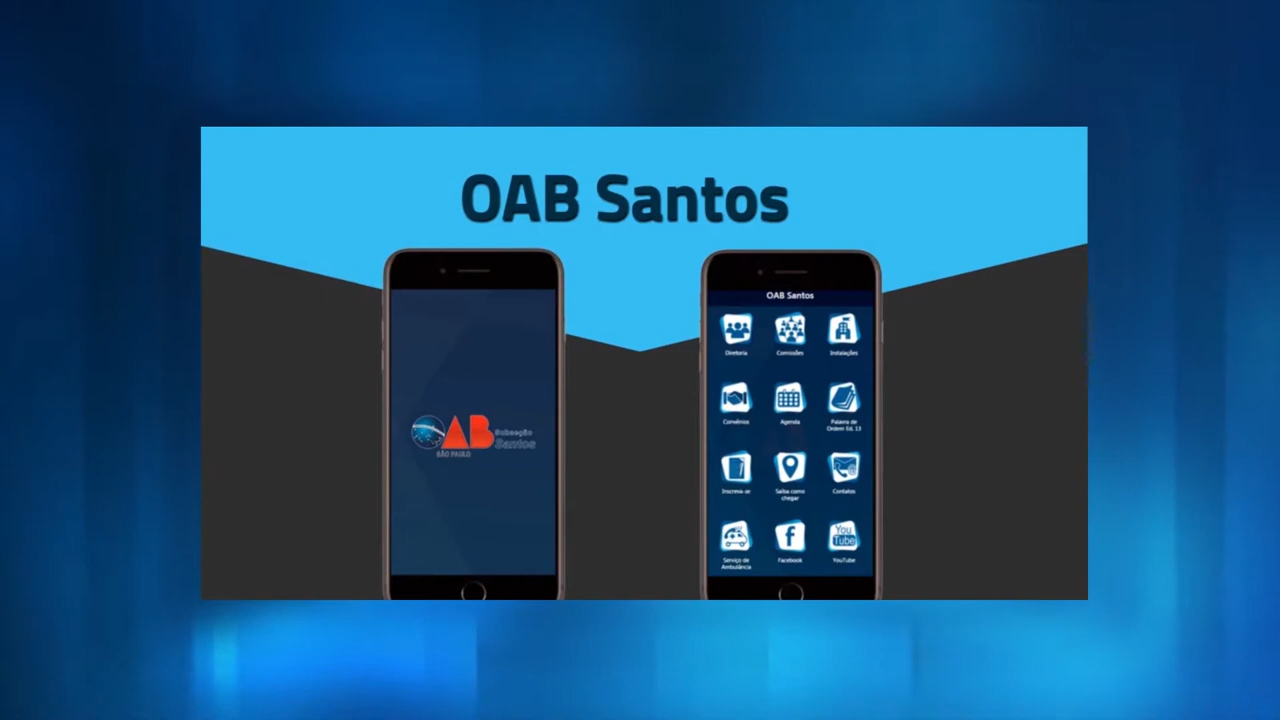 OAB Santos
OAB Subseção
Santos
SÃO PAULO
OAB Santos
Diretoria
Comissões
Instalações
Convênios
Agenda
Palavra de
Ordem Ed. 13
Inscreva-se
Saiba como
chegar
Contatos
You
Tube
Serviço de
Ambulância
Facebook
YouTube